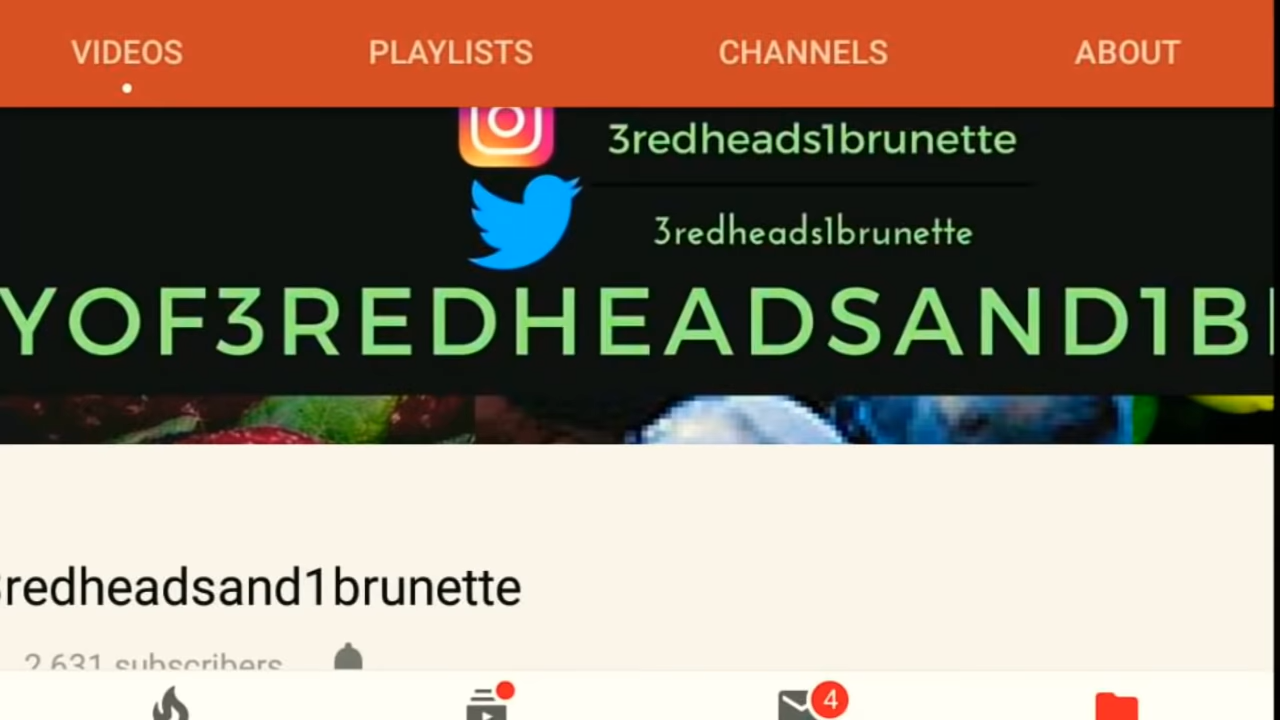 VIDEOS PLAYLISTS CHANNELS ABOUT
3redheads1brunette
3redheads1brunette
YOF3REDHEADSAND1B
redheadsand1brunette
2,631 subscribers
4